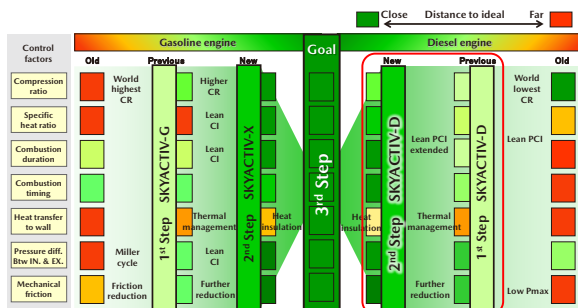 Close Distance to ideal Far
Gasoline engine
Goal
Diesel engine
Control
factors
Old
Previous
New
New
Previous
Old
Compression
ratio
World
highest
CR
Higher
CR
World
lowest
CR
Specific
heat ratio
Lean
CI
Combustion
duration
Lean
CI
Lean PCI
extended
Lean PCI
Combustion
timing
Heat transfer
to wall
Thermal
management
Heat
insulation
Heat
insulation
Thermal
management
Pressure diff.
Btw IN. & EX.
Miller
cycle
Lean
CI
Mechanical
friction
Friction
reduction
Further
reduction
Further
reduction
Low Pmax
1st Step SKYACTIV-G
2nd Step SKYACTIV-X
3rd Step
2nd Step SKYACTIV-D
1st Step SKYACTIV-D